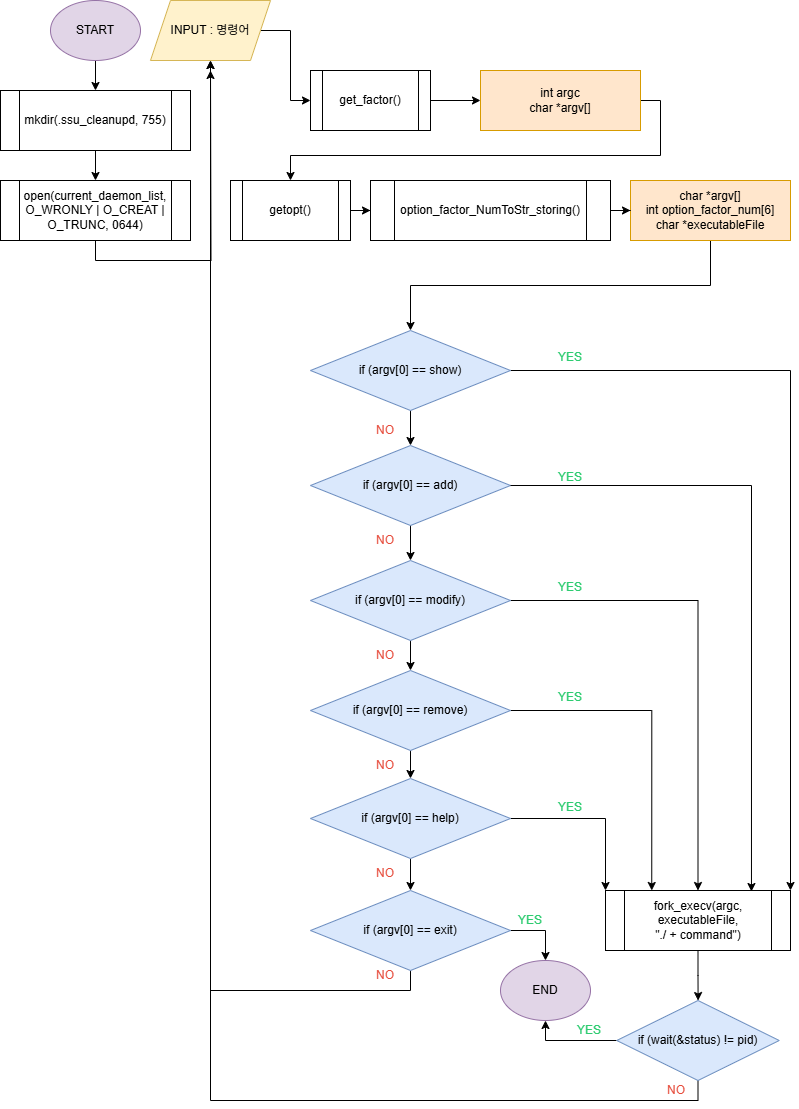 START
INPUT : 명령어
mkdir(.ssu_cleanupd, 755)
get_factor()
int argc
char *argv[]
open(current_daemon_list,
O_WRONLY | O_CREAT |
O_TRUNC, 0644)
getopt()
option_factor_NumToStr_storing()
char *argv[]
int option_factor_num[6]
char *executableFile
if (argv[0] == show)
YES
NO
if (argv[0] == add)
YES
NO
if (argv[0] == modify)
YES
NO
if (argv[0] == remove)
YES
NO
if (argv[0] == help)
YES
NO
if (argv[0] == exit)
YES
NO
fork_execv(argc,
executableFile,
"./ + command")
END
if (wait(&status) != pid)
YES
NO